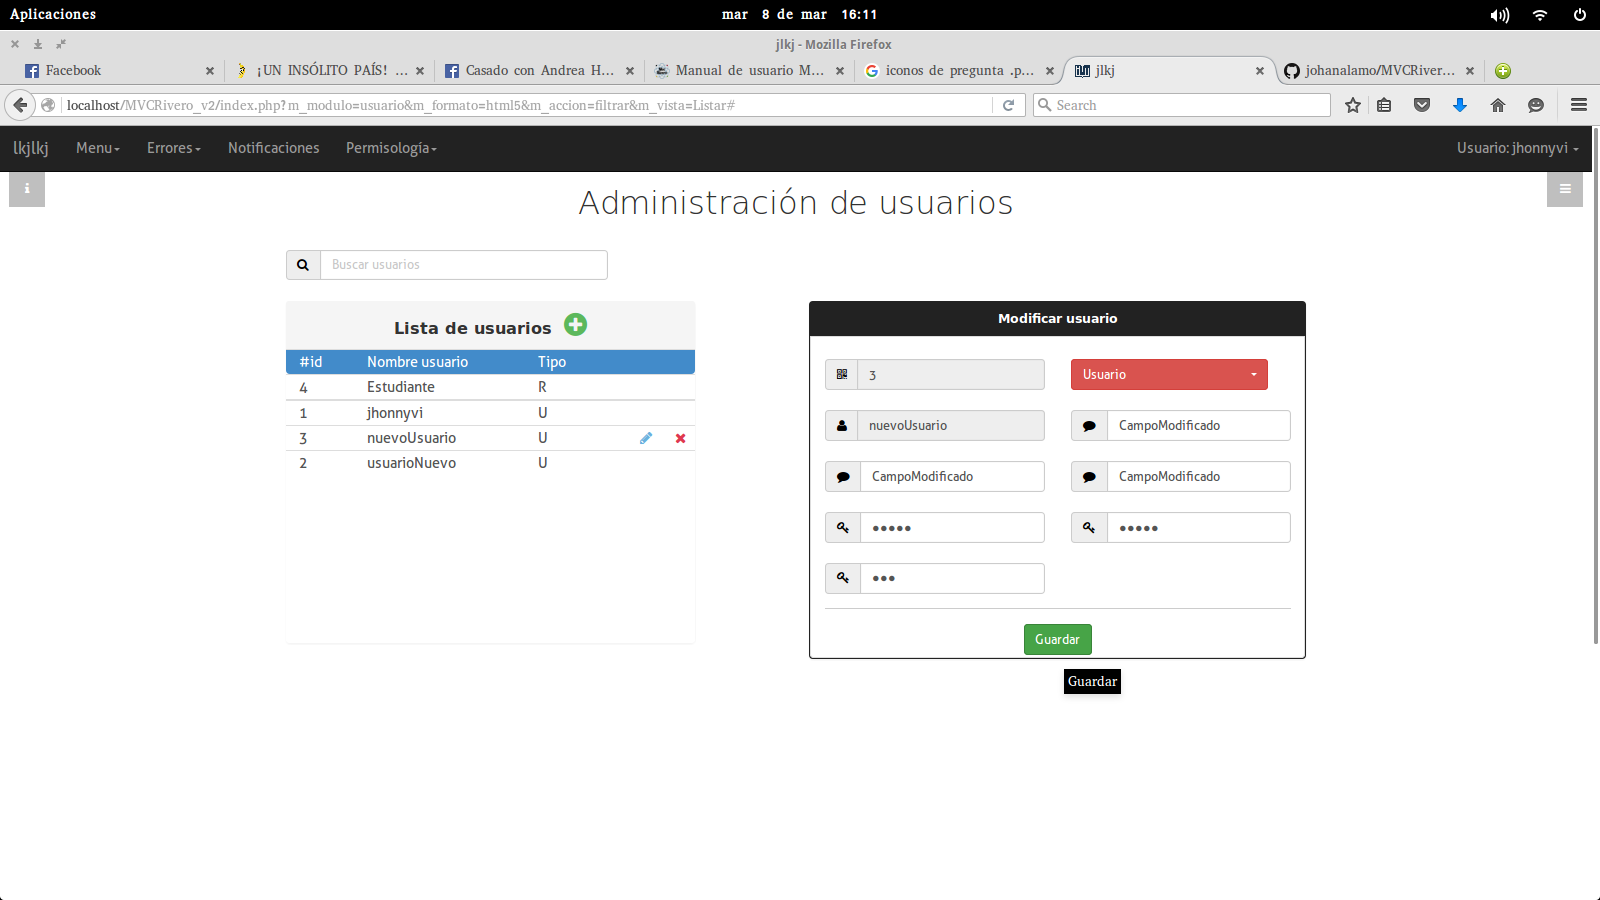 Aplicaciones
mar 8 de mar 16:11
jlkj - Mozilla Firefox
Facebook
¡UN INSÓLITO PAÍS! ...
Casado con Andrea H...
Manual de usuario M...
iconos de pregunta .p...
jlkj
johanalamo/MVCRiver...
localhost/MVCRivero_v2/index.php?m_modulo=usuario&m_formato=html5&m_accion=filtrar&m_vista=Listar#
Search
lkjlkj
Menu
Errores
Notificaciones
Permisología
Usuario: jhonnyvi
Administración de usuarios
Buscar usuarios
Lista de usuarios
#id Nombre usuario Tipo
4 Estudiante R
1 jhonnyvi U
3 nuevoUsuario U
2 usuarioNuevo U
Modificar usuario
3
Usuario
nuevoUsuario
CampoModificado
CampoModificado
CampoModificado
Guardar
Guardar